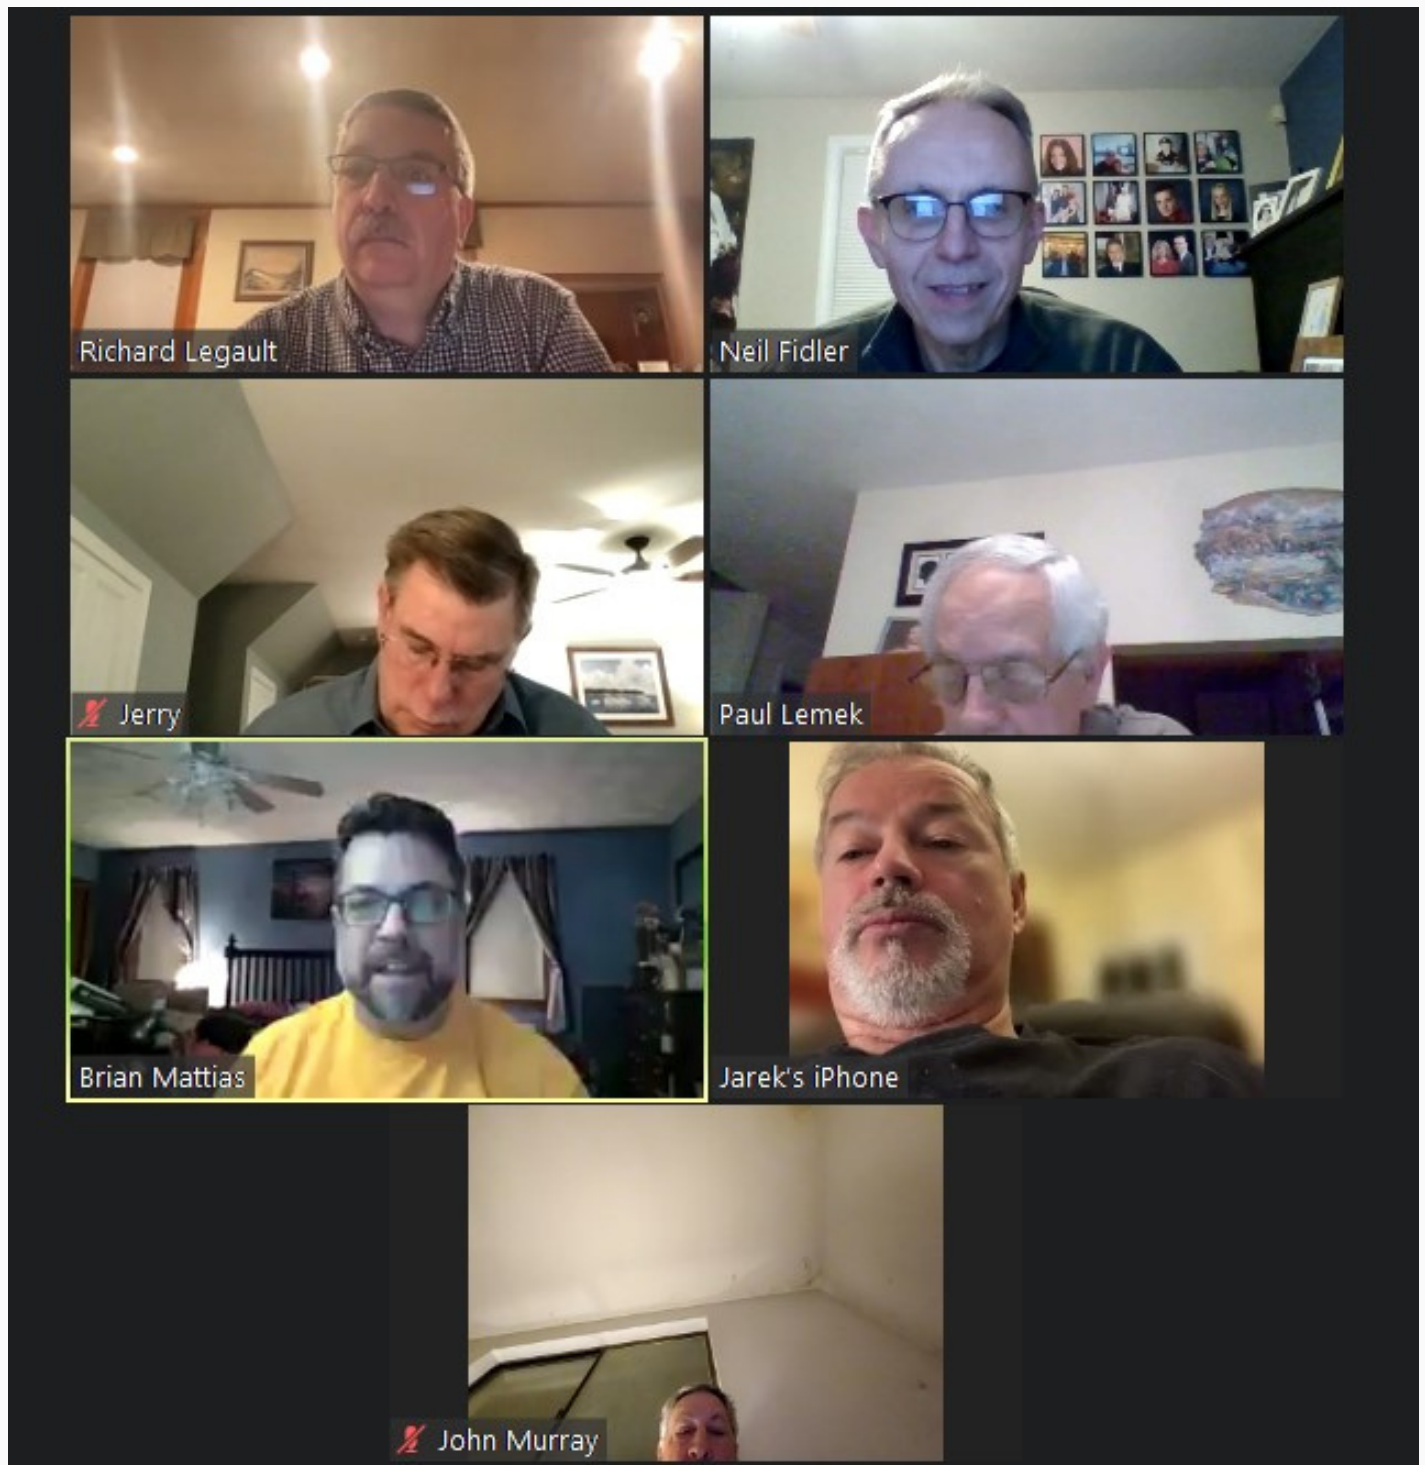 Richard Legault
Neil Fidler
Jerry
Paul Lemek
Brian Mattias
Jarek's iPhone
John Murray